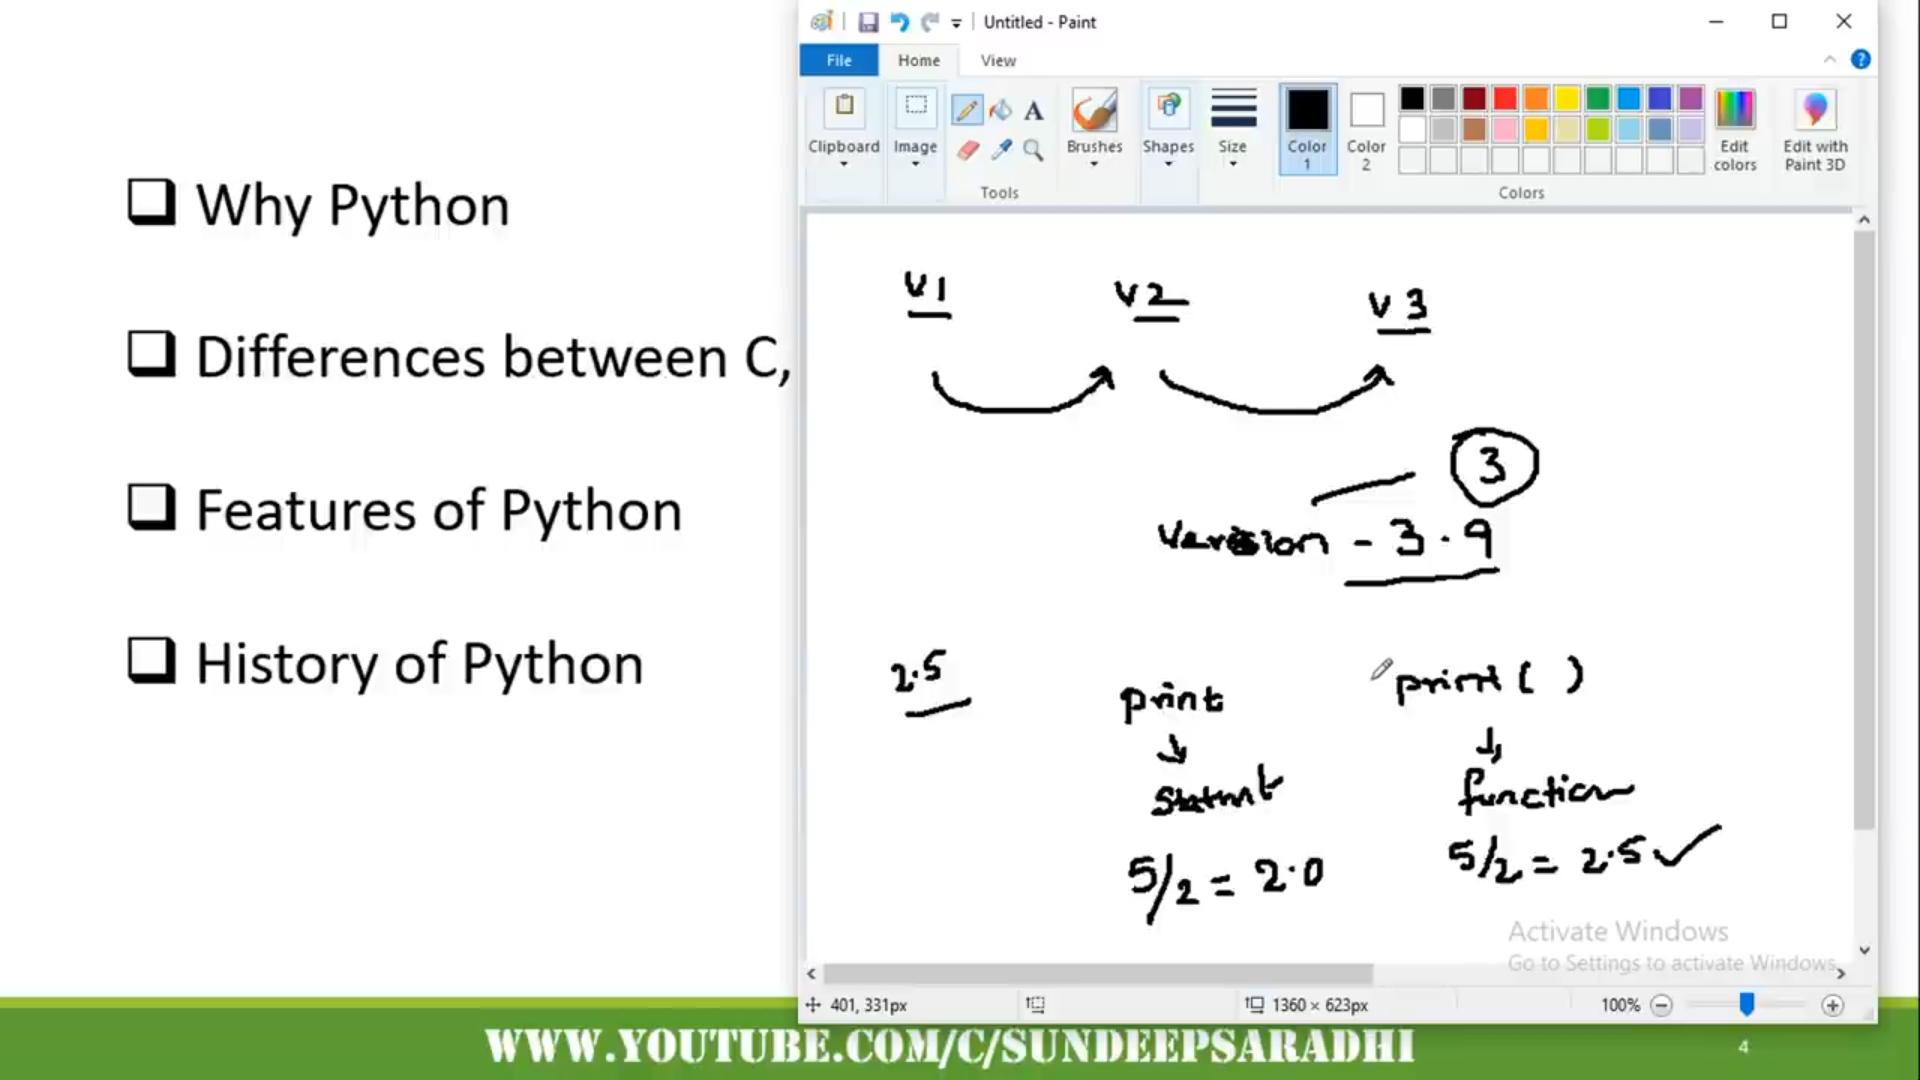 Why Python
Differences between C,
Features of Python
History of Python
Untitled - Paint
File
Home
View
Clipboard
Image
Tools
Brushes
Shapes
Size
Color 1
Color 2
Edit colors
Edit with Paint 3D
Colors
V1
V2
V3
3
Version - 3.9
2.5
print
print( )
function
5/2 = 2.0
5/2 = 2.5
Activate Windows
Go to Settings to activate Windows.
401, 331px
1360 × 623px
100%
WWW.YOUTUBE.COM/C/SUNDEEPSARADHI
4